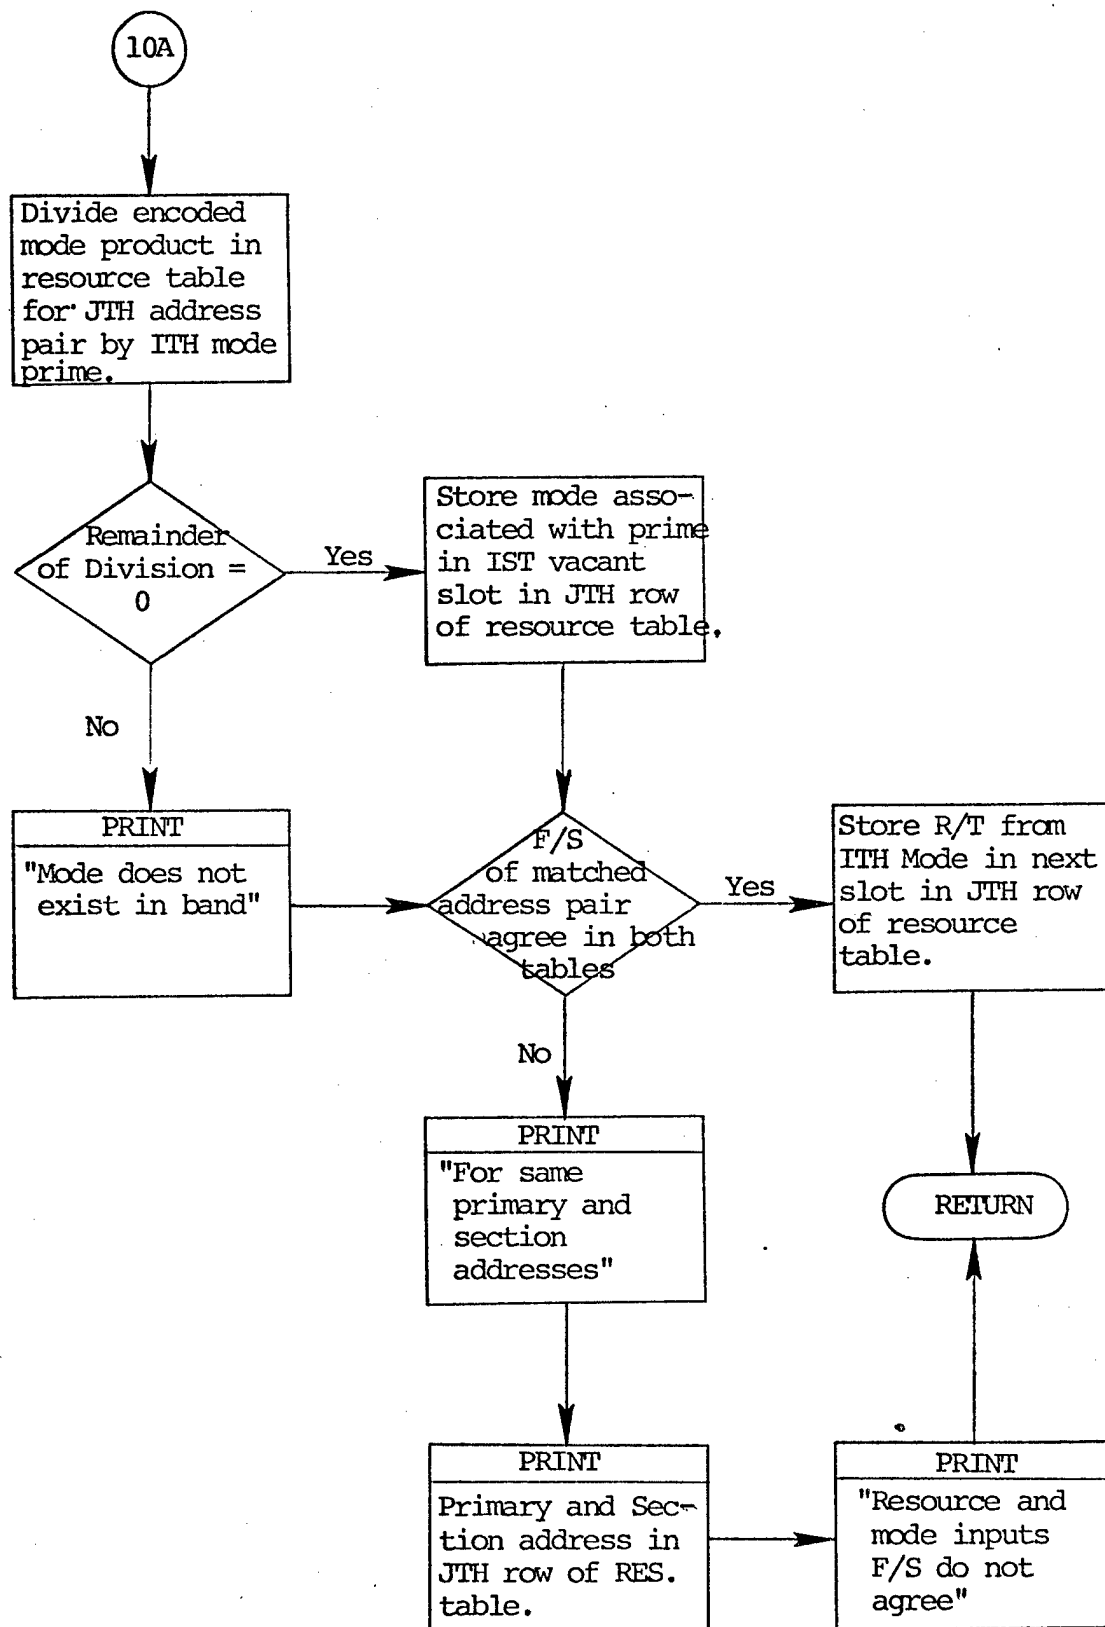 10A
Divide encoded
mode product in
resource table
for JTH address
pair by ITH mode
prime.
Remainder
of Division =
0
Yes
Store mode asso-
ciated with prime
in IST vacant
slot in JTH row
of resource table.
No
PRINT
"Mode does not
exist in band"
F/S
of matched
address pair
agree in both
tables
Yes
Store R/T from
ITH Mode in next
slot in JTH row
of resource
table.
No
PRINT
"For same
primary and
section
addresses"
RETURN
PRINT
Primary and Sec-
tion address in
JTH row of RES.
table.
PRINT
"Resource and
mode inputs
F/S do not
agree"